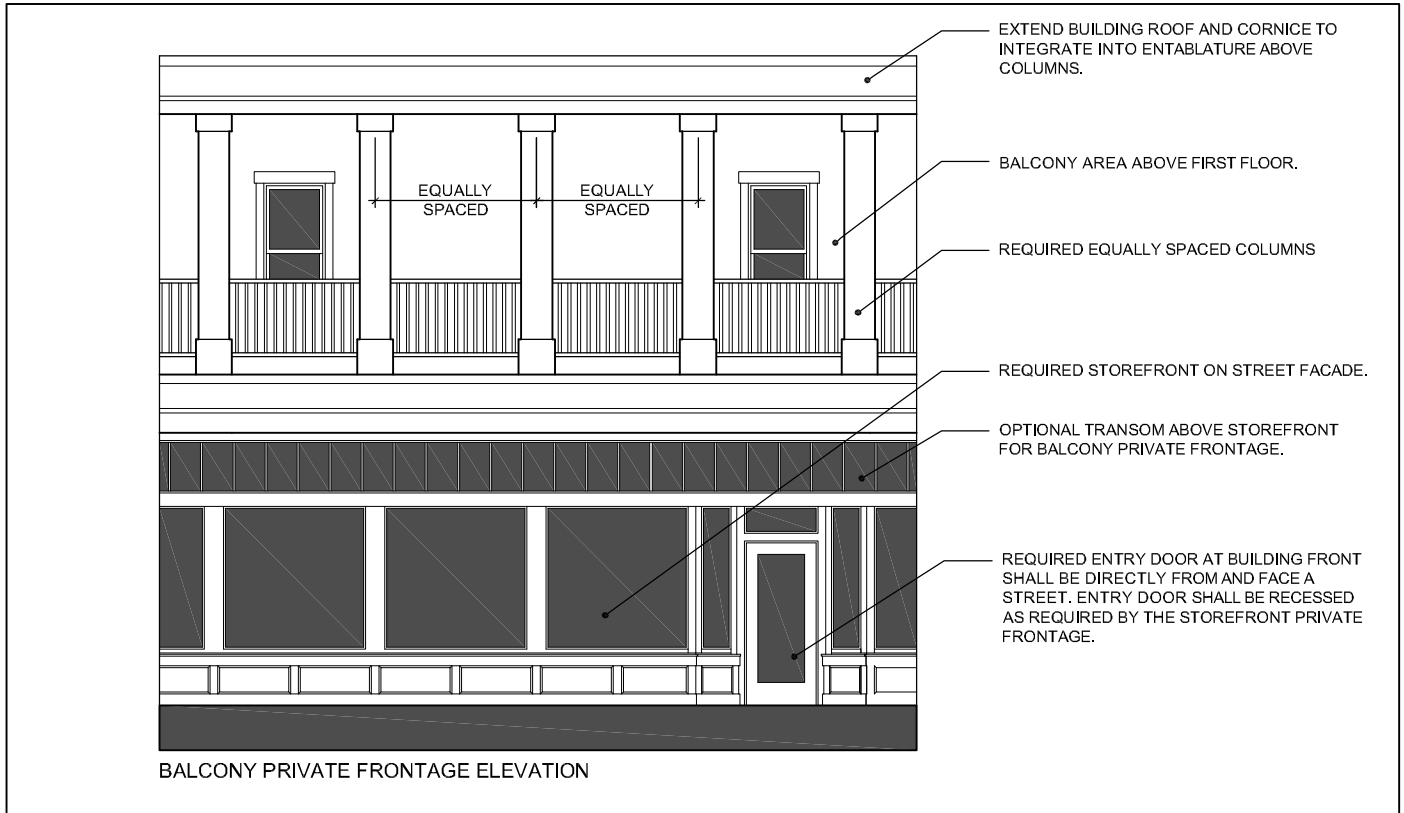 EXTEND BUILDING ROOF AND CORNICE TO
INTEGRATE INTO ENTABLATURE ABOVE
COLUMNS.
BALCONY AREA ABOVE FIRST FLOOR.
EQUALLY
SPACED
EQUALLY
SPACED
REQUIRED EQUALLY SPACED COLUMNS
REQUIRED STOREFRONT ON STREET FACADE.
OPTIONAL TRANSOM ABOVE STOREFRONT
FOR BALCONY PRIVATE FRONTAGE.
REQUIRED ENTRY DOOR AT BUILDING FRONT
SHALL BE DIRECTLY FROM AND FACE A
STREET. ENTRY DOOR SHALL BE RECESSED
AS REQUIRED BY THE STOREFRONT PRIVATE
FRONTAGE.
BALCONY PRIVATE FRONTAGE ELEVATION